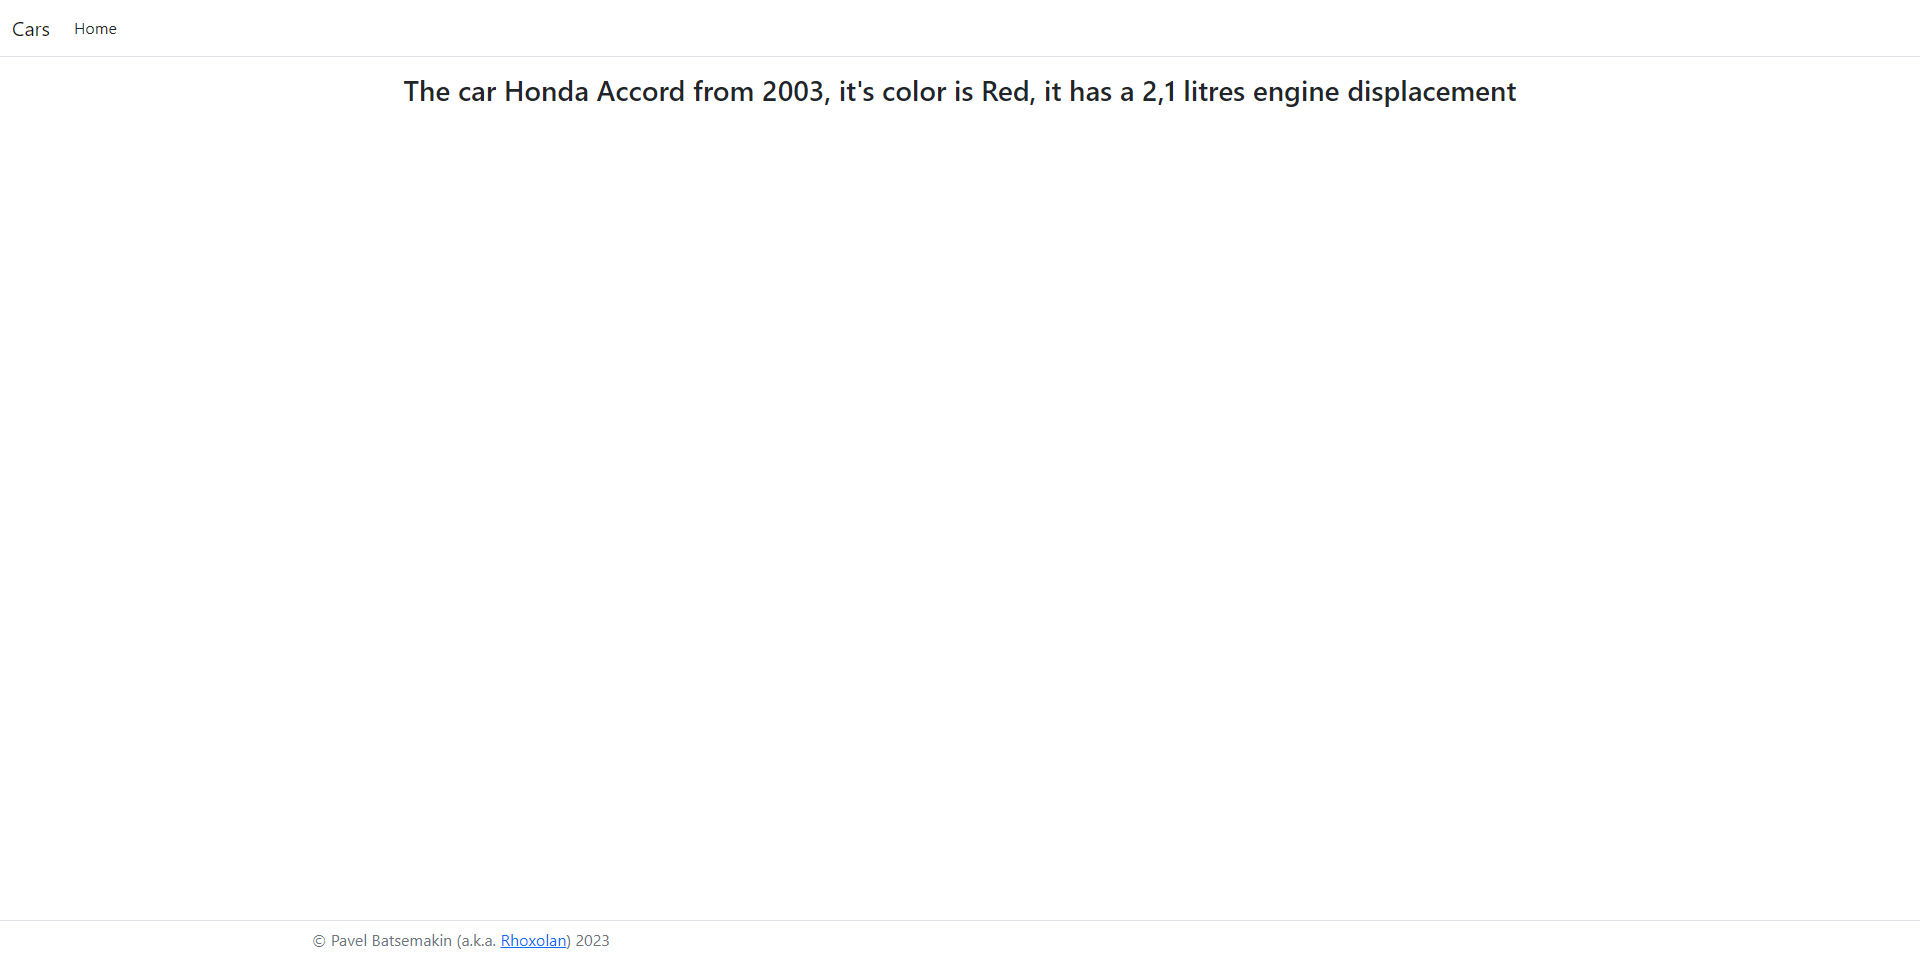 Cars Home
The car Honda Accord from 2003, it's color is Red, it has a 2,1 litres engine displacement
© Pavel Batsemakin (a.k.a. Rhoxolan) 2023